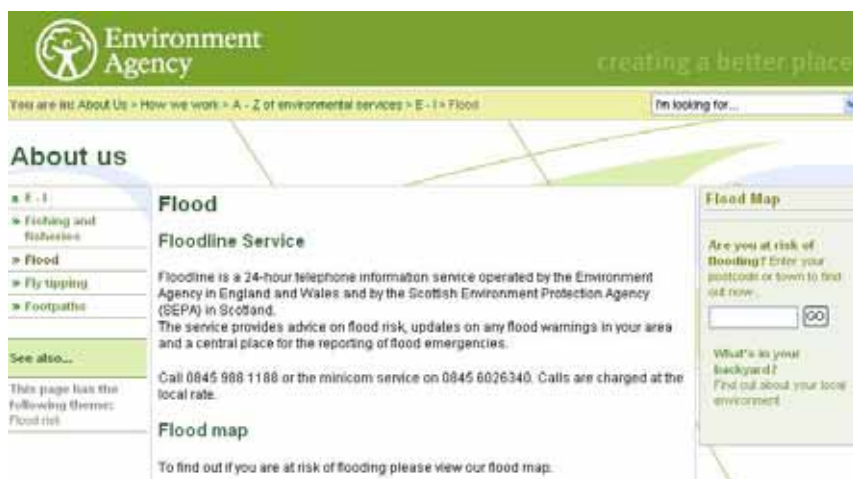 Environment
Agency
creating a better place
You are in: About Us > How we work > A - Z of environmental services > E - I > Flood
I'm looking for...
About us
E - I
» Fishing and
fisheries
» Flood
» Fly tipping
» Footpaths
See also...
This page has the
following themes:
Flood risk
Flood
Floodline Service
Floodline is a 24-hour telephone information service operated by the Environment
Agency in England and Wales and by the Scottish Environment Protection Agency
(SEPA) in Scotland.
The service provides advice on flood risk, updates on any flood warnings in your area
and a central place for the reporting of flood emergencies.
Call 0845 988 1188 or the minicom service on 0845 6026340. Calls are charged at the
local rate.
Flood map
To find out if you are at risk of flooding please view our flood map.
Flood Map
Are you at risk of
flooding? Enter your
postcode or town to find
out now.
GO
What's in your
backyard?
Find out about your local
environment